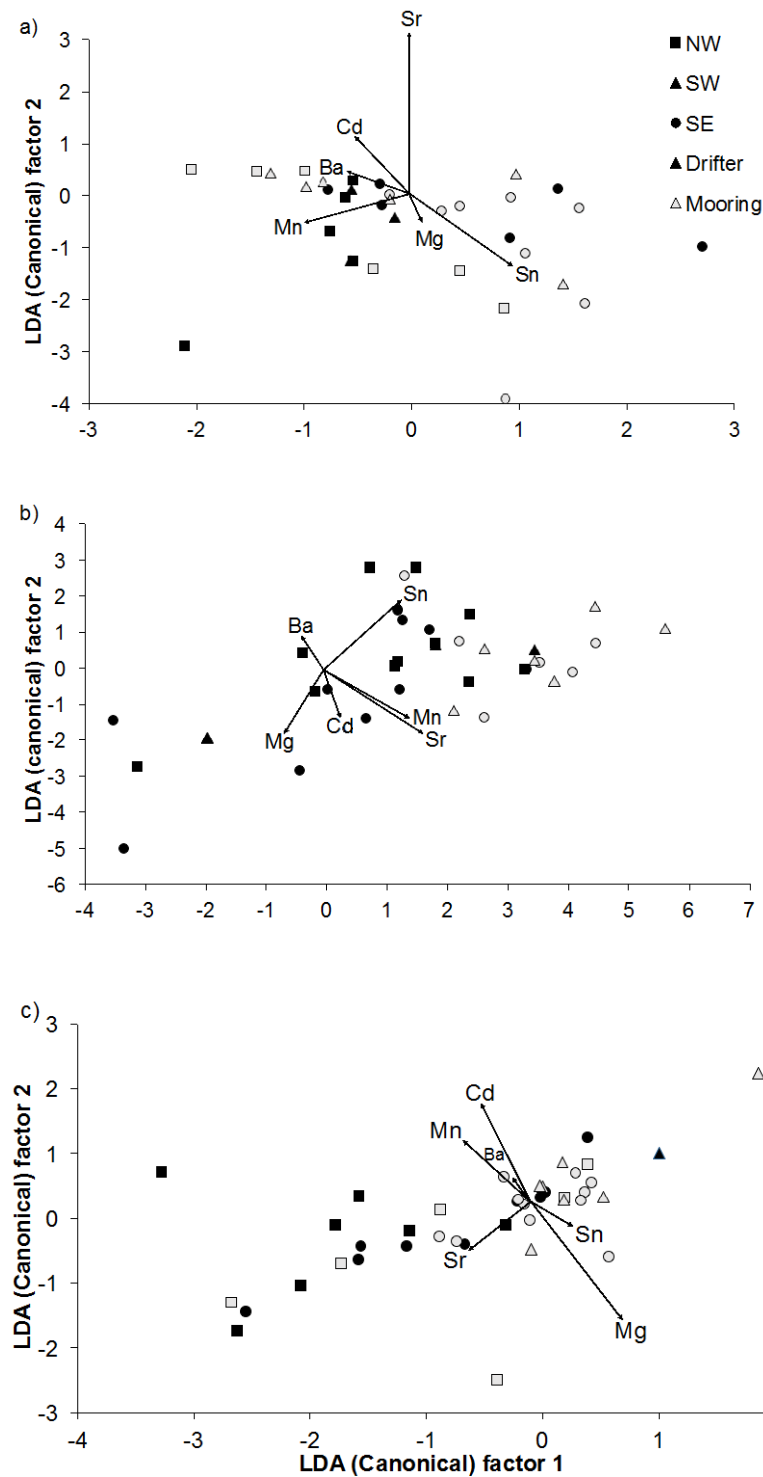 a)
Sr
3
2
1
0
-1
-2
-3
-4
LDA (Canonical) factor 2
Cd
Ba
Mn
Mg
Sn
NW
SW
SE
Drifter
Mooring
-3 -2 -1 0 1 2 3
b)
4
3
2
1
0
-1
-2
-3
-4
-5
-6
LDA (canonical) factor 2
Sn
Ba
Mn
Cd
Mg
Sr
-4 -3 -2 -1 0 1 2 3 4 5 6 7
c)
3
2
1
0
-1
-2
-3
LDA (Canonical) factor 2
Cd
Mn
Ba
Sn
Sr
Mg
-4 -3 -2 -1 0 1
LDA (Canonical) factor 1